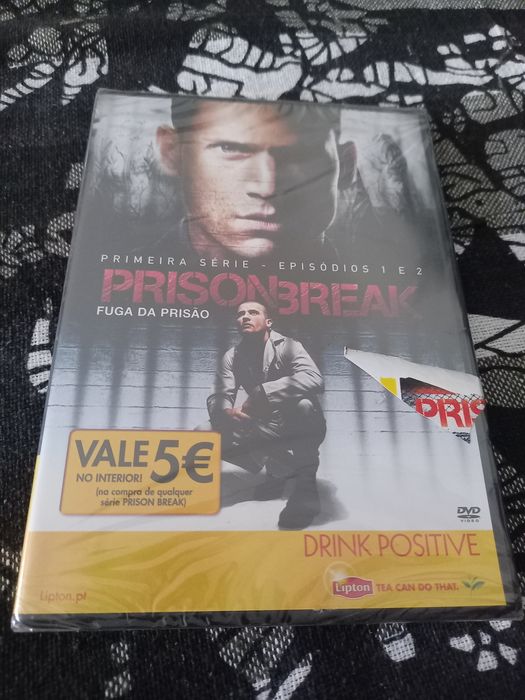 PRIMEIRA SÉRIE - EPISÓDIOS 1 E 2
PRISON BREAK
FUGA DA PRISÃO
PRIS
VALE 5€
NO INTERIOR!
(na compra de qualquer
série PRISON BREAK)
DVD
VIDEO
DRINK POSITIVE
Lipton.pt
Lipton TEA CAN DO THAT.